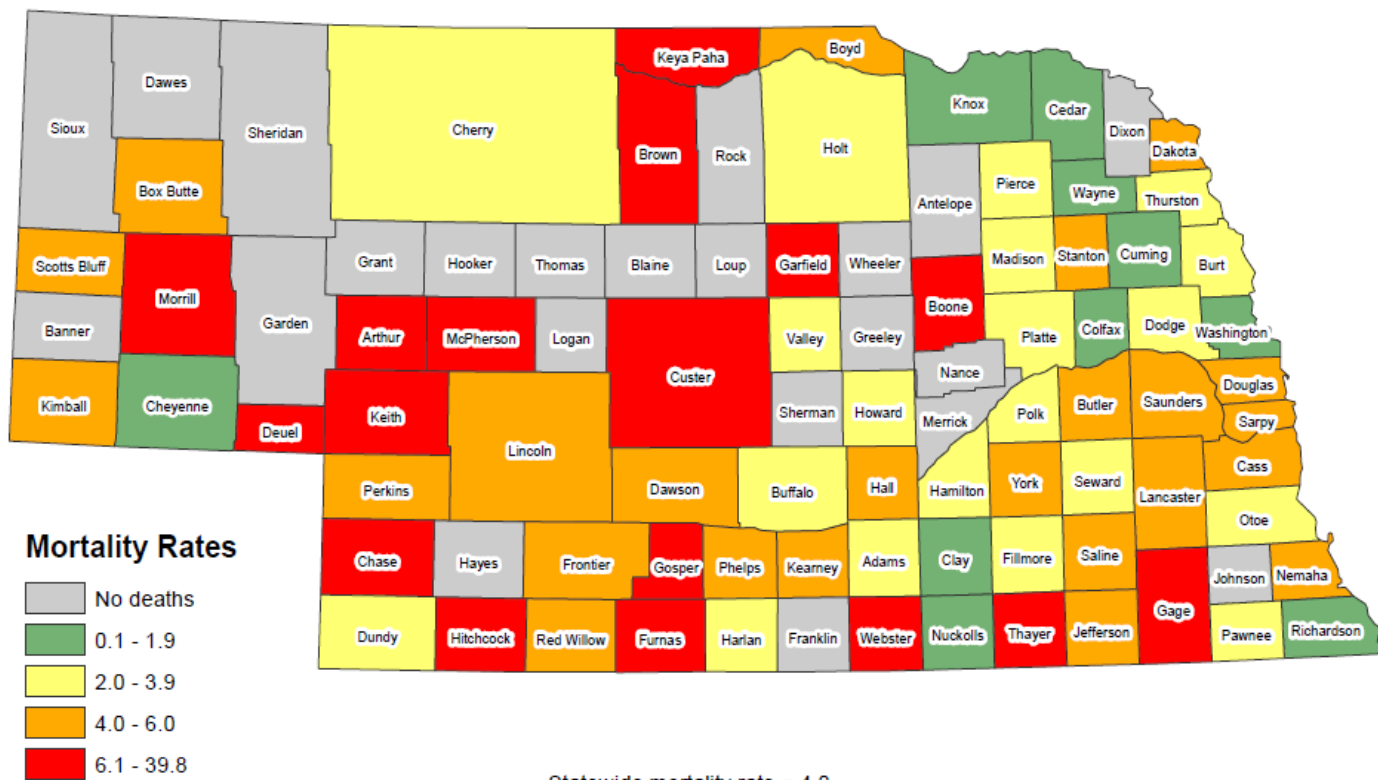 Keya Paha
Boyd
Dawes
Knox
Cedar
Sioux
Sheridan
Cherry
Dixon
Holt
Brown
Rock
Dakota
Box Butte
Pierce
Wayne
Thurston
Antelope
Scotts Bluff
Grant
Hooker
Thomas
Blaine
Loup
Garfield
Wheeler
Madison
Stanton
Cuming
Burt
Morrill
Banner
Garden
Arthur
McPherson
Logan
Custer
Valley
Greeley
Boone
Platte
Colfax
Dodge
Washington
Kimball
Cheyenne
Deuel
Keith
Lincoln
Sherman
Howard
Nance
Merrick
Polk
Butler
Saunders
Douglas
Sarpy
Perkins
Dawson
Buffalo
Hall
Hamilton
York
Seward
Lancaster
Cass
Otoe
Chase
Hayes
Frontier
Gosper
Phelps
Kearney
Adams
Clay
Fillmore
Saline
Gage
Johnson
Nemaha
Dundy
Hitchcock
Red Willow
Furnas
Harlan
Franklin
Webster
Nuckolls
Thayer
Jefferson
Pawnee
Richardson
Mortality Rates
No deaths
0.1 - 1.9
2.0 - 3.9
4.0 - 6.0
6.1 - 39.8
Statewide mortality rate